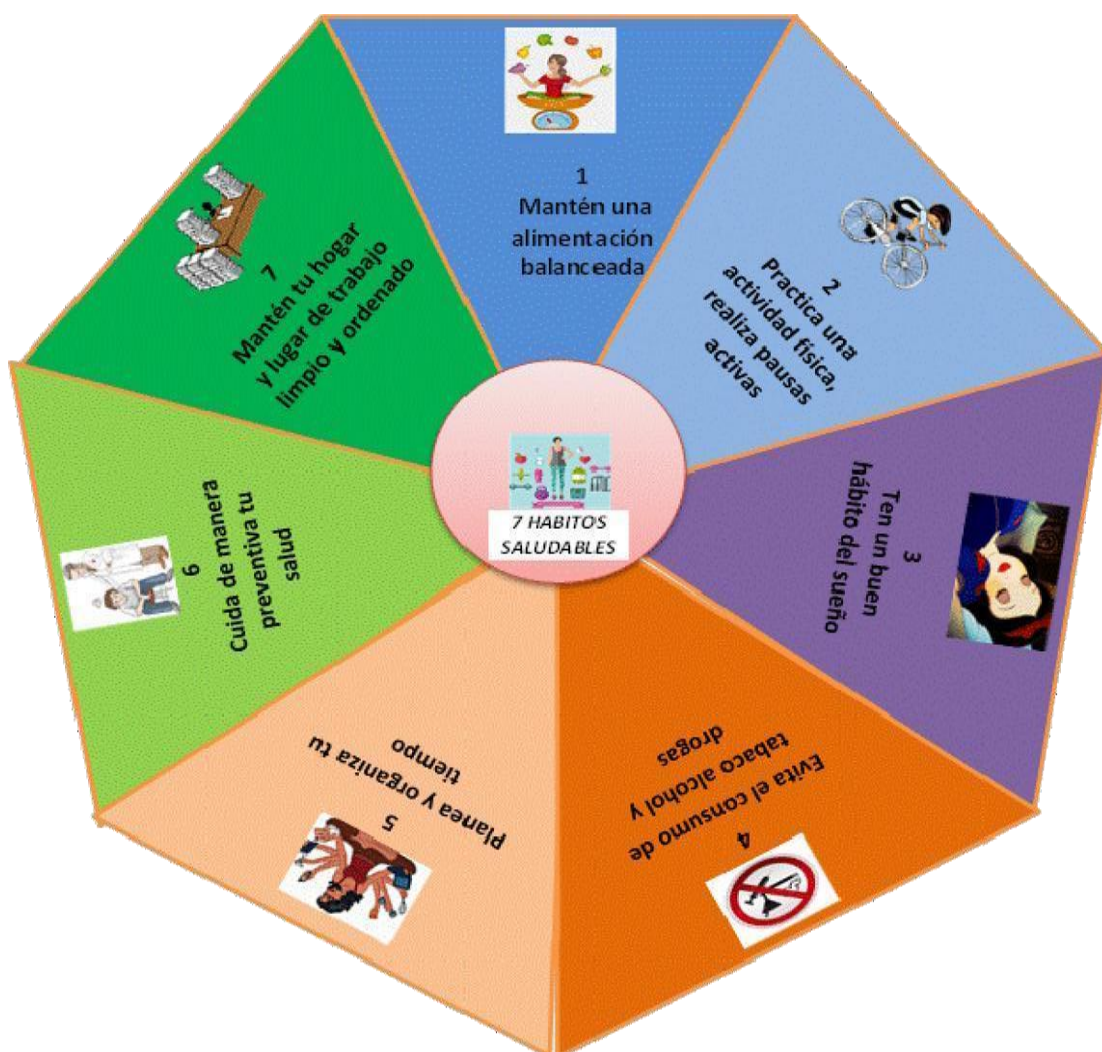 1
Mantén una
alimentación
balanceada
2
Practica una
actividad física,
realiza pausas
activas
3
Ten un buen
hábito del sueño
4
Evita el consumo de
tabaco alcohol y
drogas
5
Planea y organiza tu
tiempo
6
Cuida de manera
preventiva tu
salud
7
Mantén tu hogar
y lugar de trabajo
limpio y ordenado
7 HABITOS
SALUDABLES